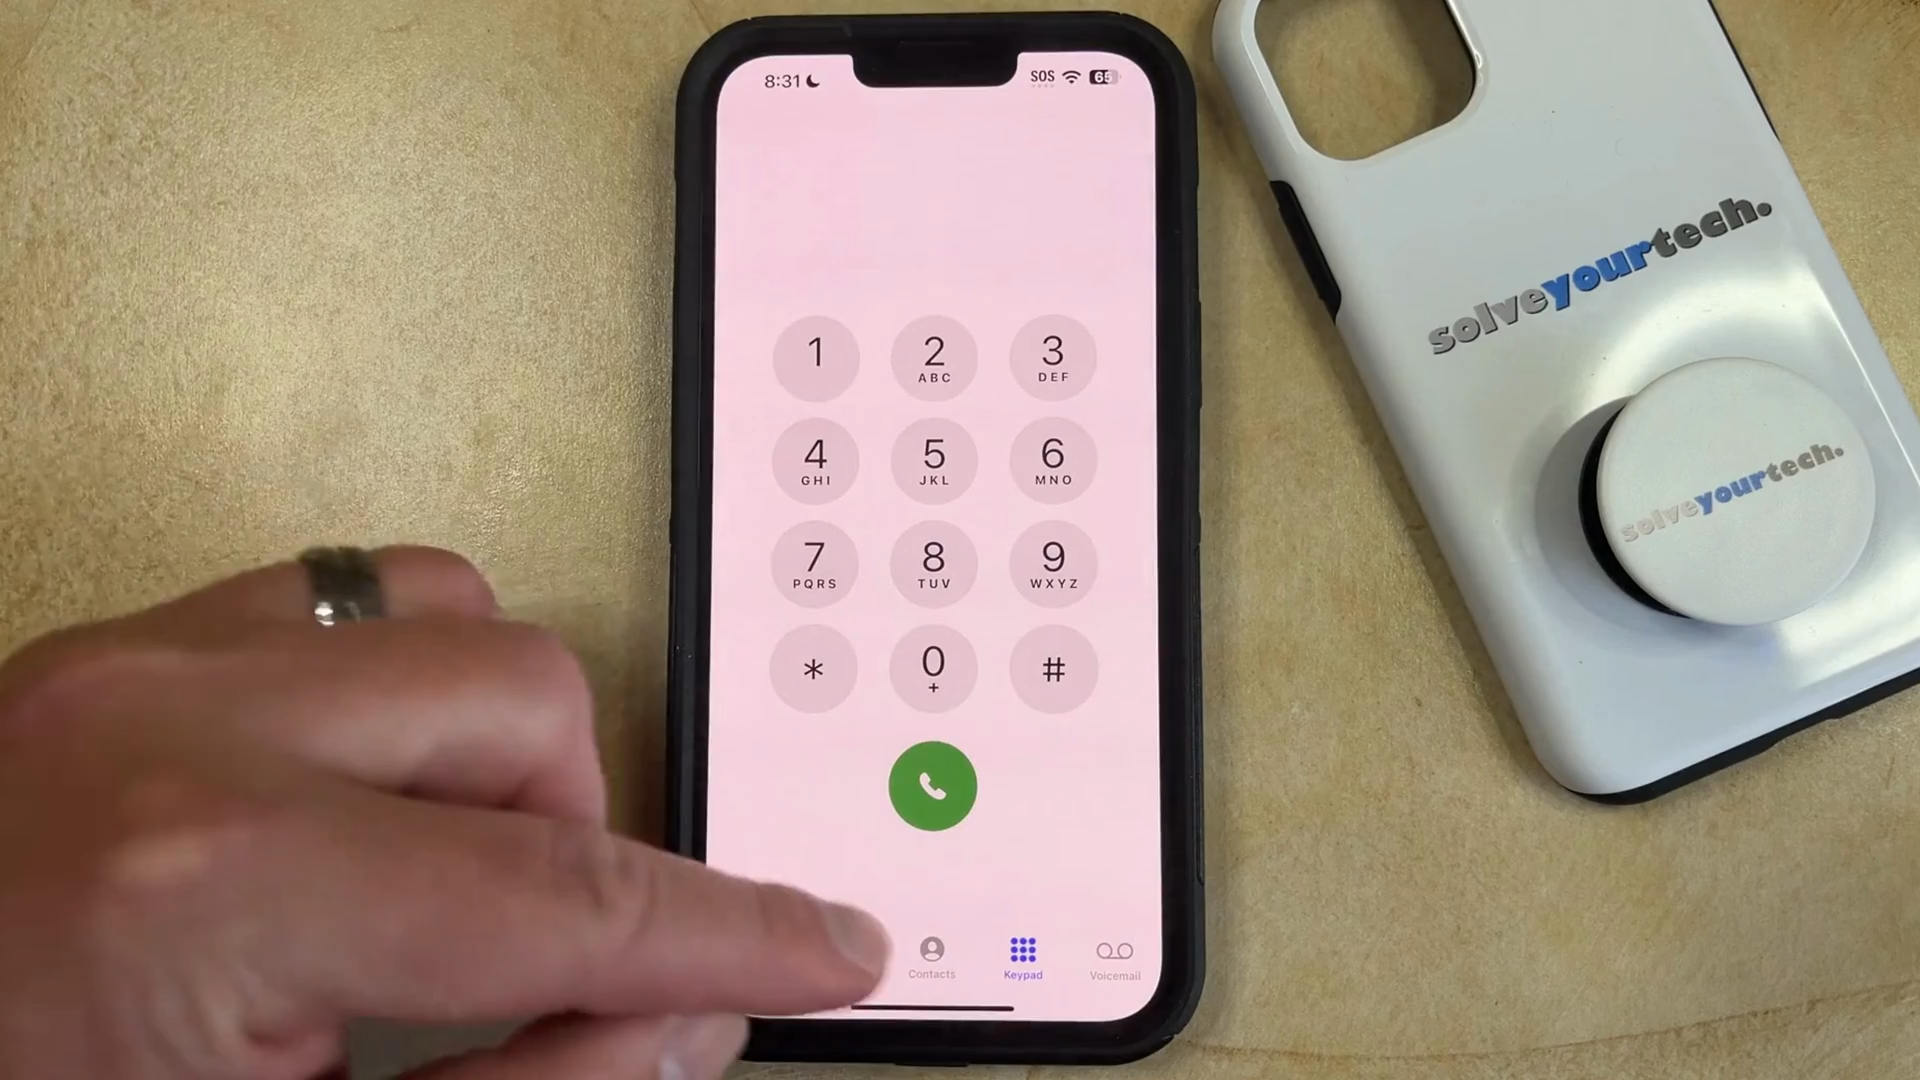 8:31
SOS 65
solveyourtech.
1
2
ABC
3
DEF
4
GHI
5
JKL
6
MNO
7
PQRS
8
TUV
9
WXYZ
*
0
+
#
solveyourtech.
Contacts
Keypad
Voicemail